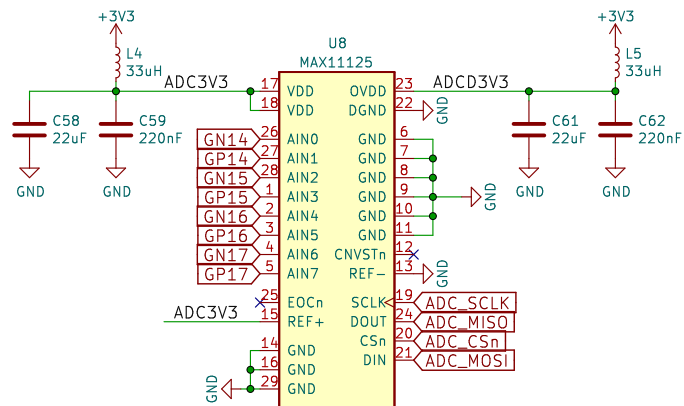 +3V3
L4
33uH
ADC3V3
C58
22uF
C59
220nF
GND
GND
U8
MAX11125
+3V3
L5
33uH
ADCD3V3
C61
22uF
C62
220nF
GND
GND
17 VDD OVDD 23
18 VDD DGND 22 GND
GN14 26 AIN0 GND 6
GP14 27 AIN1 GND 7
GN15 28 AIN2 GND 8
GP15 1 AIN3 GND 9 GND
GN16 2 AIN4 GND 10
GP16 3 AIN5 GND 11
GN17 4 AIN6 CNVSTn 12
GP17 5 AIN7 REF- 13 GND
25 EOCn SCLK 19 ADC_SCLK
ADC3V3 15 REF+ DOUT 24 ADC_MISO
CSn 20 ADC_CSn
14 GND DIN 21 ADC_MOSI
16 GND
GND 29 GND